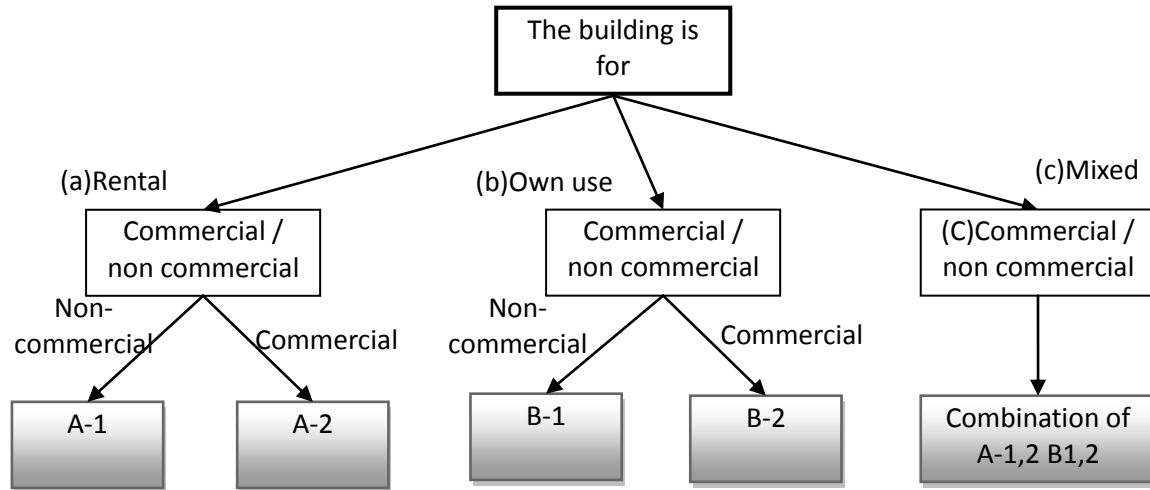 The building is
for
(a)Rental
(b)Own use
(c)Mixed
Commercial /
non commercial
Commercial /
non commercial
(C)Commercial /
non commercial
Non-
commercial
Commercial
Non-
commercial
Commercial
A-1
A-2
B-1
B-2
Combination of
A-1,2 B1,2